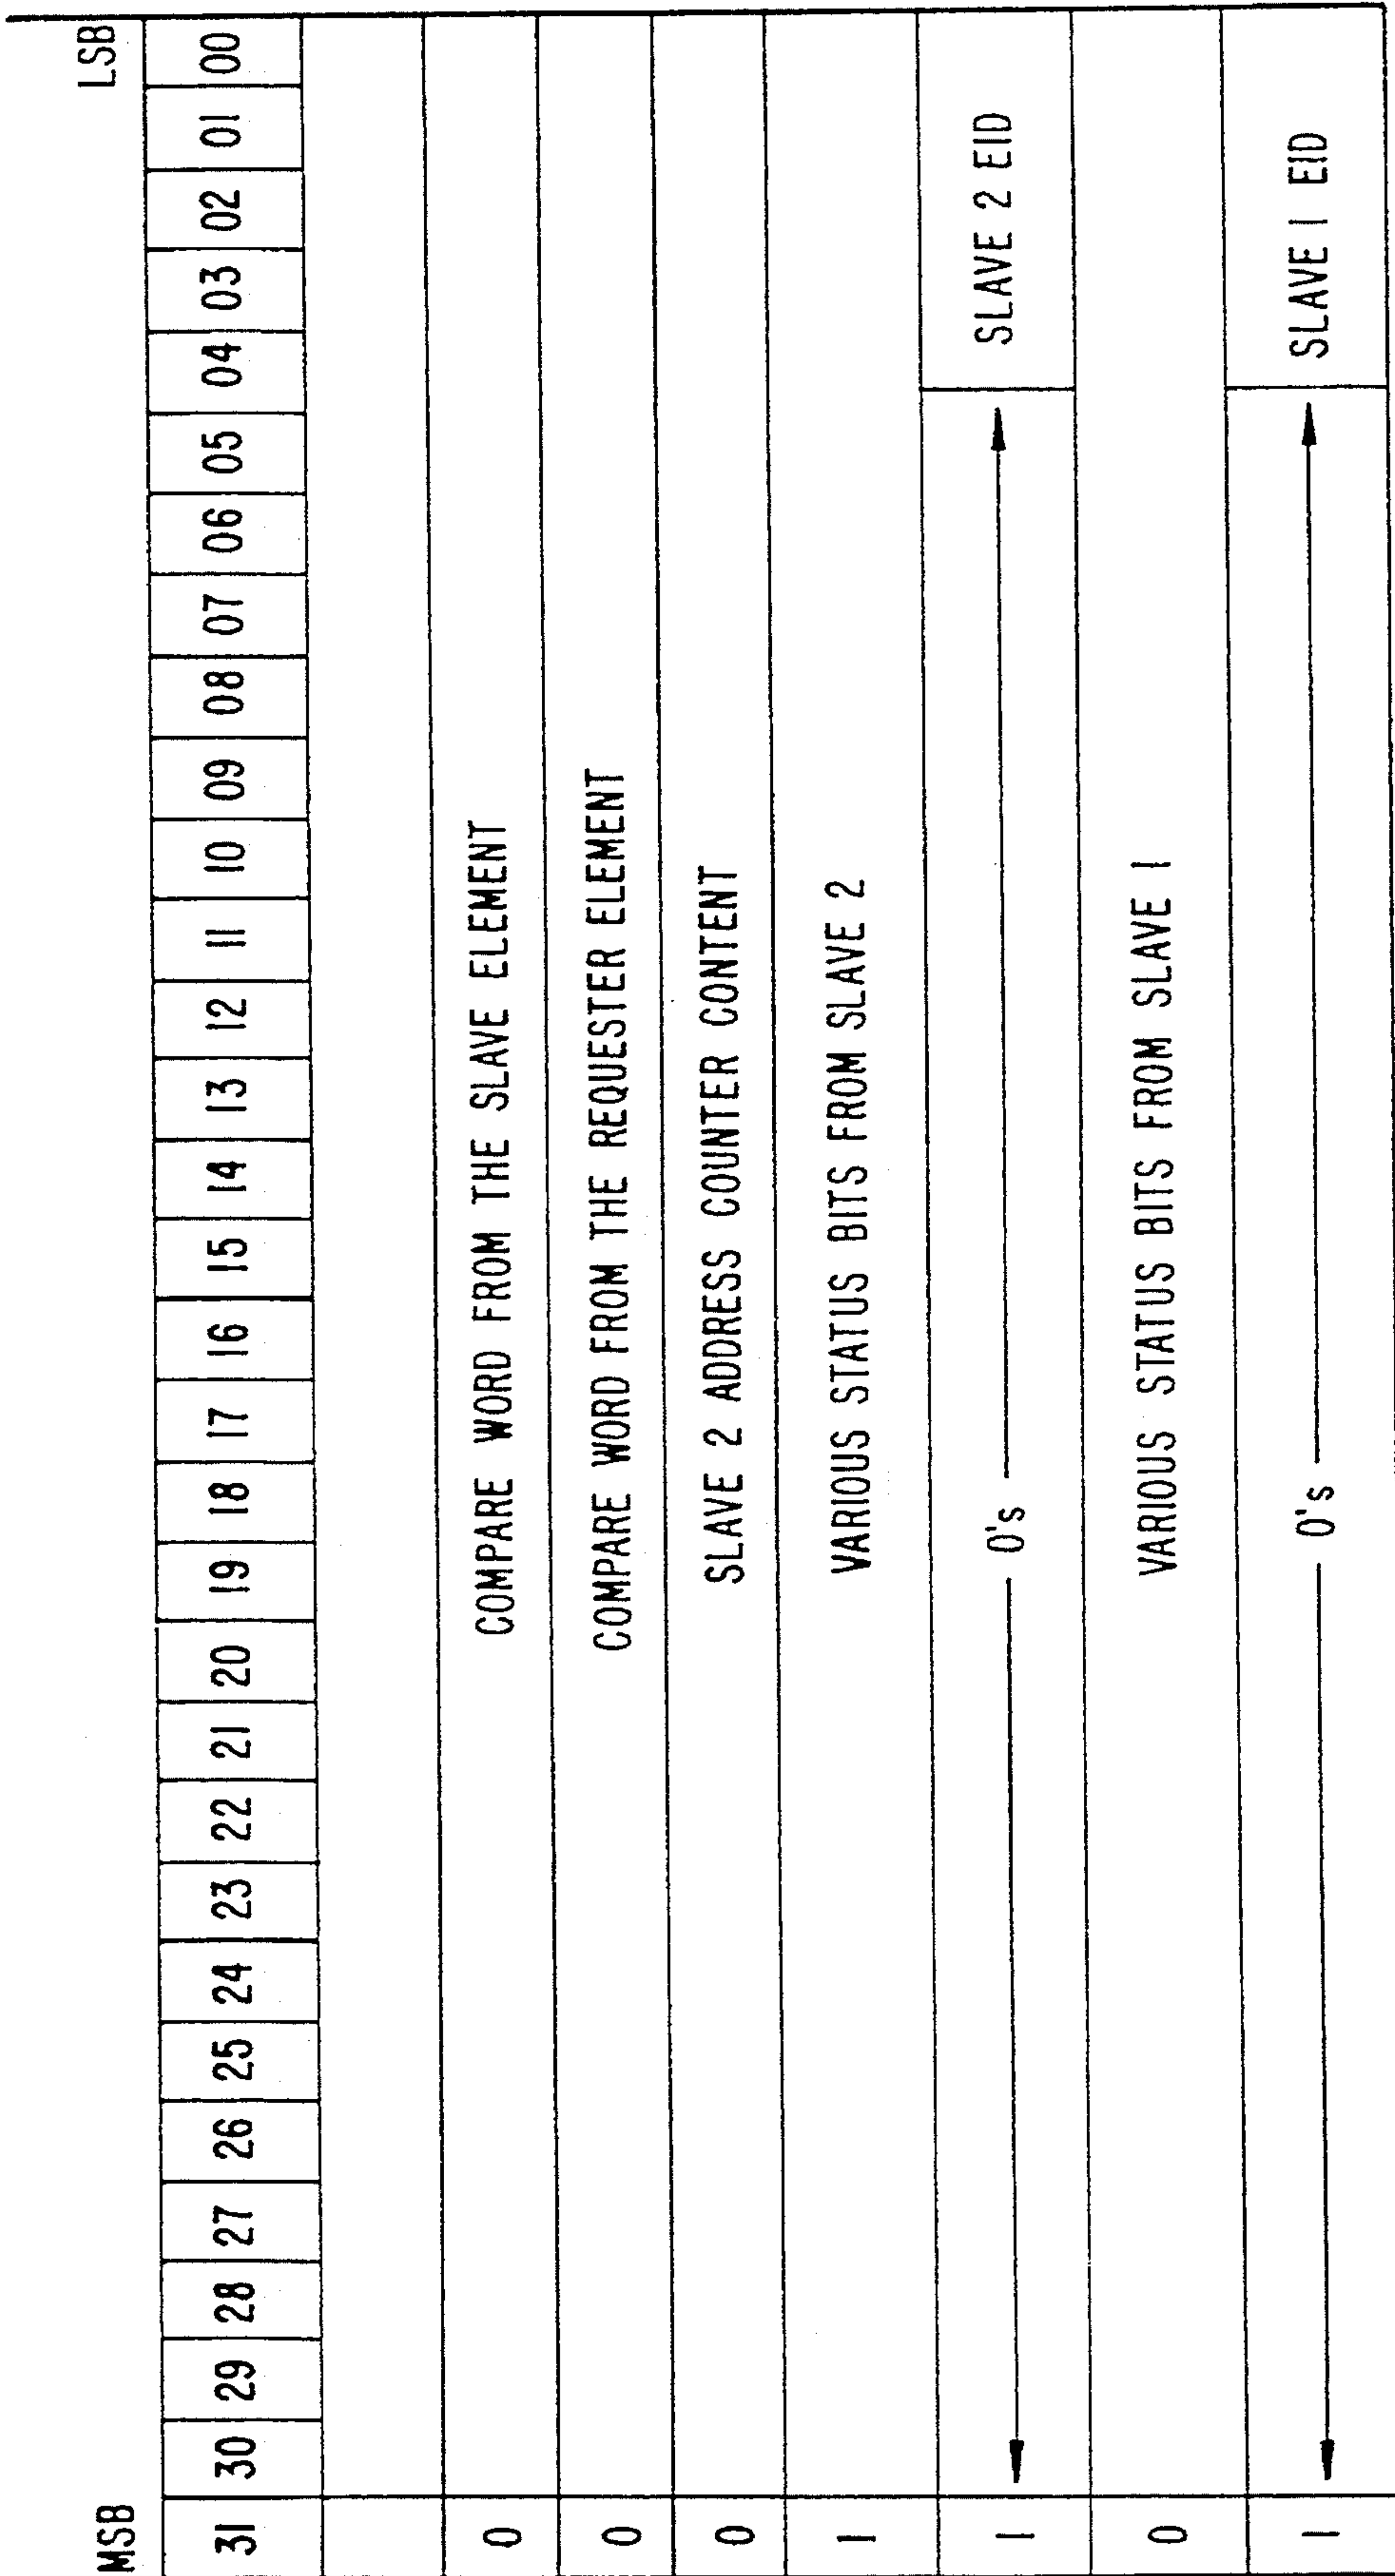 MSB LSB
31 30 29 28 27 26 25 24 23 22 21 20 19 18 17 16 15 14 13 12 11 10 09 08 07 06 05 04 03 02 01 00
0 COMPARE WORD FROM THE SLAVE ELEMENT
0 COMPARE WORD FROM THE REQUESTER ELEMENT
0 SLAVE 2 ADDRESS COUNTER CONTENT
1 VARIOUS STATUS BITS FROM SLAVE 2
1 0's SLAVE 2 EID
0 VARIOUS STATUS BITS FROM SLAVE 1
1 0's SLAVE 1 EID